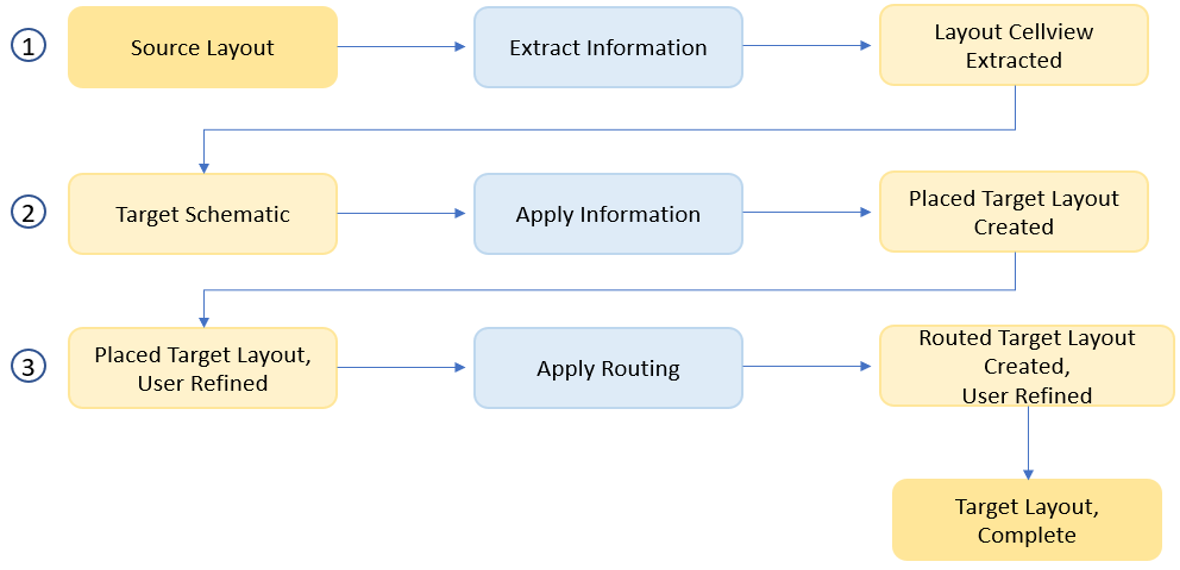 1
Source Layout
Extract Information
Layout Cellview
Extracted
2
Target Schematic
Apply Information
Placed Target Layout
Created
3
Placed Target Layout,
User Refined
Apply Routing
Routed Target Layout
Created,
User Refined
Target Layout,
Complete